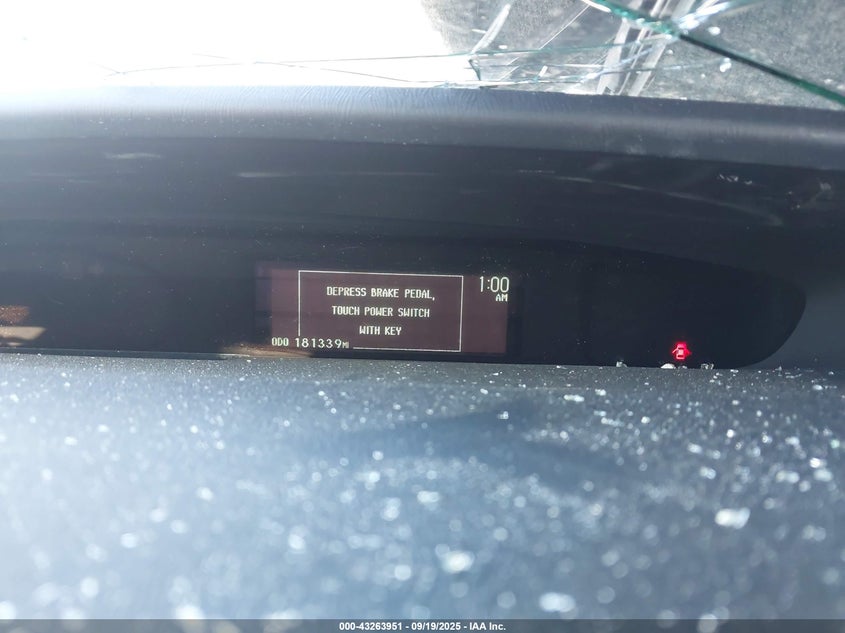 DEPRESS BRAKE PEDAL,
TOUCH POWER SWITCH
WITH KEY
1:00
AM
ODO 181339MI
000-43263951 - 09/19/2025 - IAA Inc.